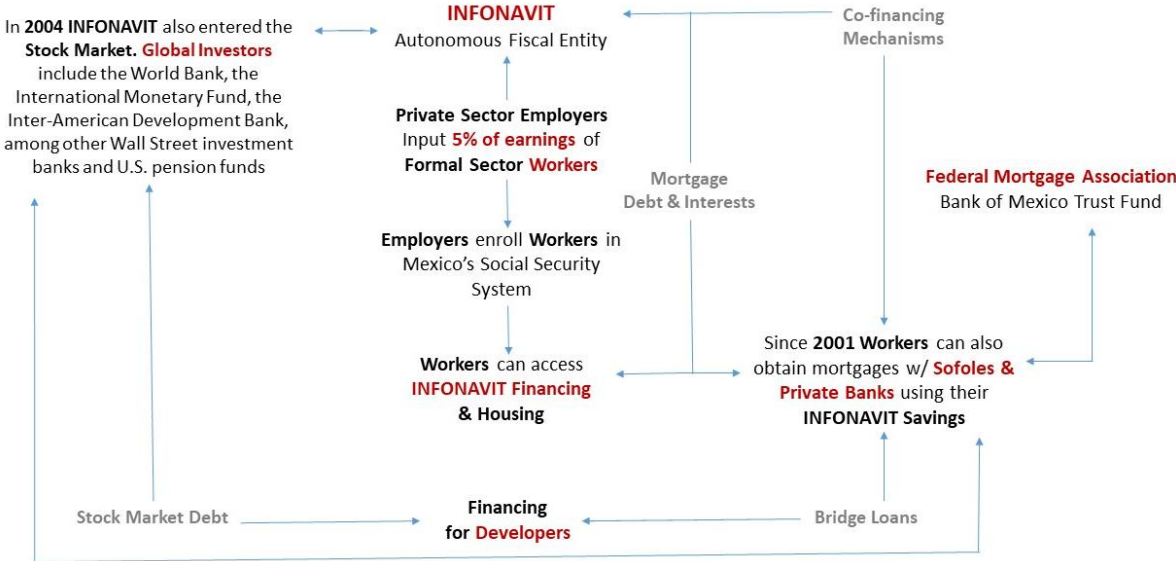 In 2004 INFONAVIT also entered the
Stock Market. Global Investors
include the World Bank, the
International Monetary Fund, the
Inter-American Development Bank,
among other Wall Street investment
banks and U.S. pension funds
INFONAVIT
Autonomous Fiscal Entity
Co-financing
Mechanisms
Private Sector Employers
Input 5% of earnings of
Formal Sector Workers
Mortgage
Debt & Interests
Federal Mortgage Association
Bank of Mexico Trust Fund
Employers enroll Workers in
Mexico's Social Security
System
Workers can access
INFONAVIT Financing
& Housing
Since 2001 Workers can also
obtain mortgages w/ Sofoles &
Private Banks using their
INFONAVIT Savings
Stock Market Debt
Financing
for Developers
Bridge Loans